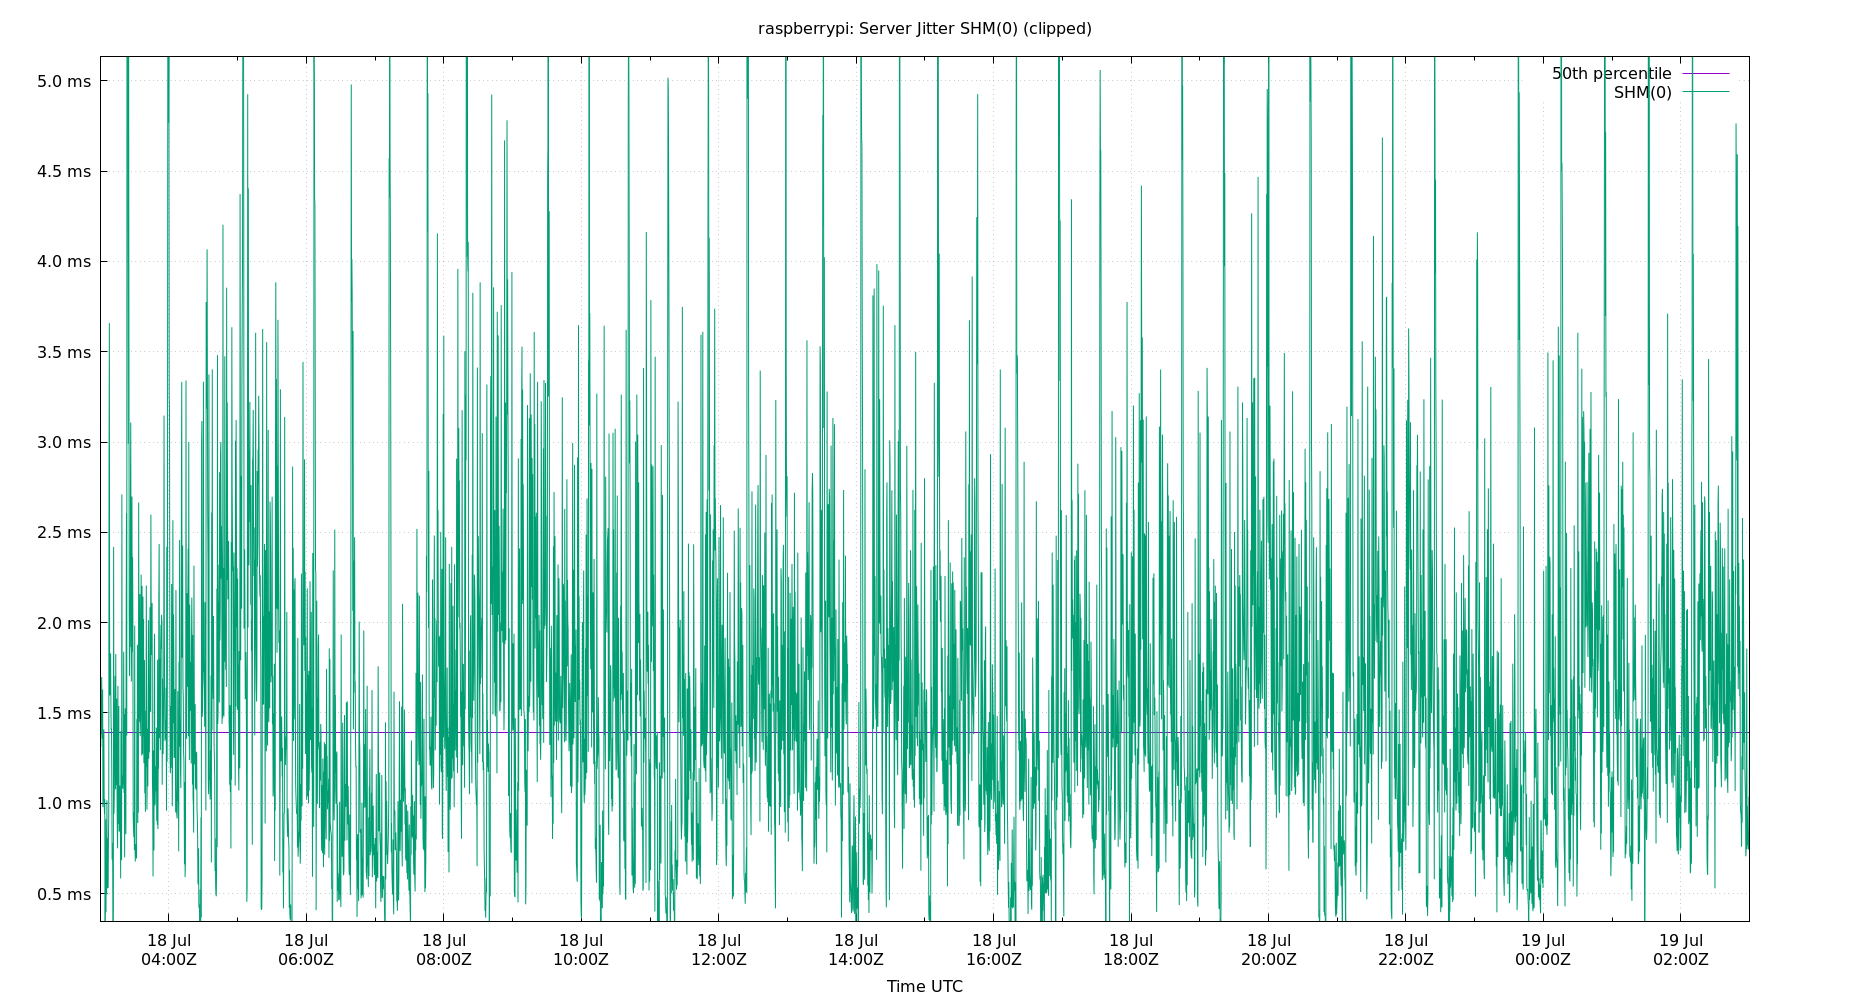 raspberrypi: Server Jitter SHM(0) (clipped)
50th percentile
SHM(0)
5.0 ms
4.5 ms
4.0 ms
3.5 ms
3.0 ms
2.5 ms
2.0 ms
1.5 ms
1.0 ms
0.5 ms
18 Jul 18 Jul 18 Jul 18 Jul 18 Jul 18 Jul 18 Jul 18 Jul 18 Jul 18 Jul 19 Jul 19 Jul
04:00Z 06:00Z 08:00Z 10:00Z 12:00Z 14:00Z 16:00Z 18:00Z 20:00Z 22:00Z 00:00Z 02:00Z
Time UTC